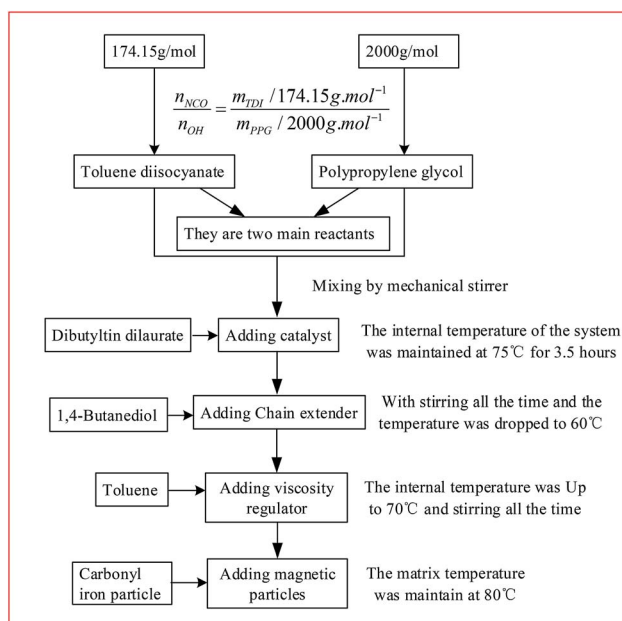 174.15g/mol
2000g/mol
n_NCO / n_OH = (m_TDI / 174.15g.mol⁻¹) / (m_PPG / 2000g.mol⁻¹)
Toluene diisocyanate
Polypropylene glycol
They are two main reactants
Mixing by mechanical stirrer
Dibutyltin dilaurate
Adding catalyst
The internal temperature of the system
was maintained at 75℃ for 3.5 hours
1,4-Butanediol
Adding Chain extender
With stirring all the time and the
temperature was dropped to 60℃
Toluene
Adding viscosity
regulator
The internal temperature was Up
to 70℃ and stirring all the time
Carbonyl
iron particle
Adding magnetic
particles
The matrix temperature
was maintain at 80℃